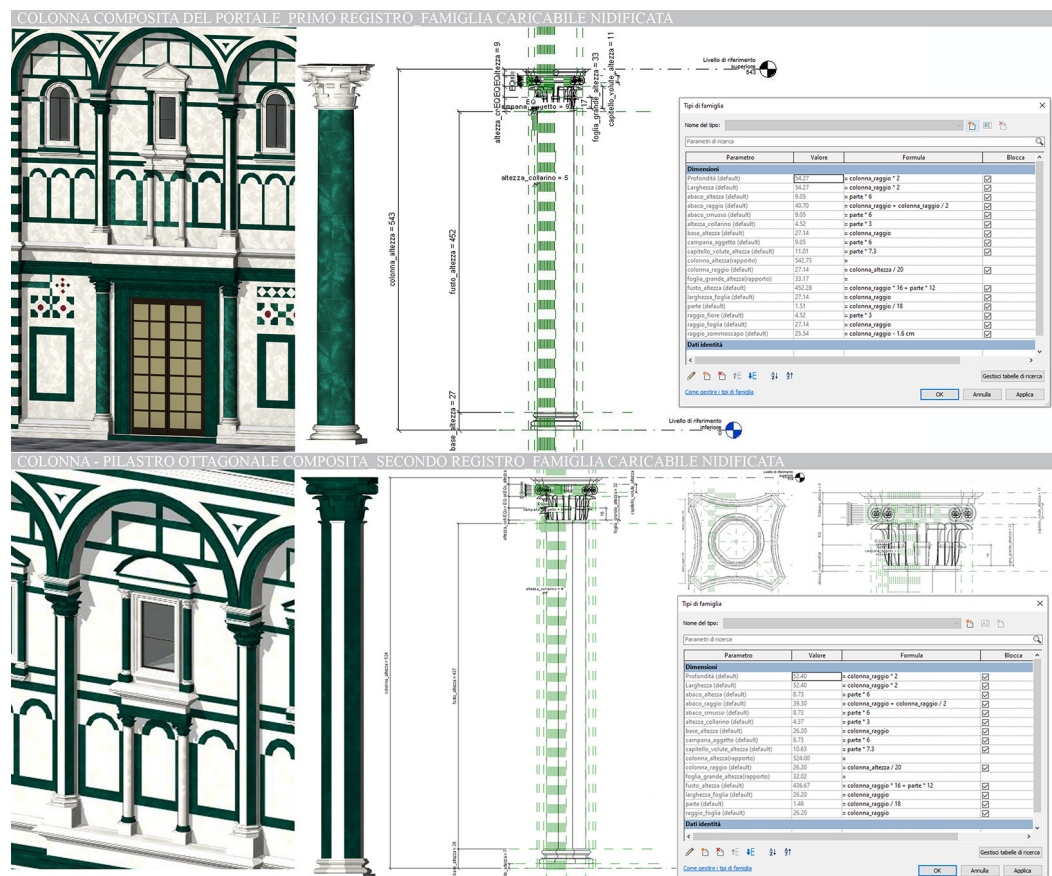 COLONNA COMPOSITA DEL PORTALE_PRIMO REGISTRO_FAMIGLIA CARICABILE NIDIFICATA
altezza = 9
capitello_volute_altezza = 11
foglia_grande_altezza = 33
EQ
17
altezza_collarino = 5
colonna_altezza = 543
fusto_altezza = 452
base_altezza = 27
Livello di riferimento
superiore
543
Livello di riferimento
inferiore
0
Tipi di famiglia
Nome del tipo:
Parametri di ricerca
Parametro Valore Formula Blocca
Dimensioni
Profondità (default) 54.27 = colonna_raggio * 2
Larghezza (default) 54.27 = colonna_raggio * 2
abaco_altezza (default) 9.05 = parte * 6
abaco_raggio (default) 40.70 = colonna_raggio + colonna_raggio / 2
abaco_smusso (default) 9.05 = parte * 6
altezza_collarino (default) 4.52 = parte * 3
base_altezza (default) 27.14 = colonna_raggio
campana_aggetto (default) 9.05 = parte * 6
capitello_volute_altezza (default) 11.01 = parte * 7.3
colonna_altezza(rapporto) 542.73 =
colonna_raggio (default) 27.14 = colonna_altezza / 20
foglia_grande_altezza(rapporto) 33.17 =
fusto_altezza (default) 452.28 = colonna_raggio * 16 + parte * 12
larghezza_foglia (default) 27.14 = colonna_raggio
parte (default) 1.51 = colonna_raggio / 18
raggio_fiore (default) 4.52 = parte * 3
raggio_foglia (default) 27.14 = colonna_raggio
raggio_sommoscapo (default) 25.54 = colonna_raggio - 1.6 cm
Dati identità
Gestisci tabelle di ricerca
Come gestire i tipi di famiglia
OK Annulla Applica
COLONNA - PILASTRO OTTAGONALE COMPOSITA_SECONDO REGISTRO_FAMIGLIA CARICABILE NIDIFICATA
Livello di riferimento
superiore
colonna_altezza = 524
fusto_altezza = 437
Tipi di famiglia
Nome del tipo:
Parametri di ricerca
Parametro Valore Formula Blocca
Dimensioni
Profondità (default) 52.40 = colonna_raggio * 2
Larghezza (default) 52.40 = colonna_raggio * 2
abaco_altezza (default) 8.73 = parte * 6
abaco_raggio (default) 39.30 = colonna_raggio + colonna_raggio / 2
abaco_smusso (default) 8.73 = parte * 6
altezza_collarino (default) 4.37 = parte * 3
base_altezza (default) 26.20 = colonna_raggio
campana_aggetto (default) 8.73 = parte * 6
capitello_volute_altezza (default) 10.63 = parte * 7.3
colonna_altezza(rapporto) 524.00 =
colonna_raggio (default) 26.20 = colonna_altezza / 20
foglia_grande_altezza(rapporto) 32.02 =
fusto_altezza (default) 436.67 = colonna_raggio * 16 + parte * 12
larghezza_foglia (default) 26.20 = colonna_raggio
parte (default) 1.46 = colonna_raggio / 18
raggio_foglia (default) 26.20 = colonna_raggio
Dati identità
Gestisci tabelle di ricerca
Come gestire i tipi di famiglia
OK Annulla Applica